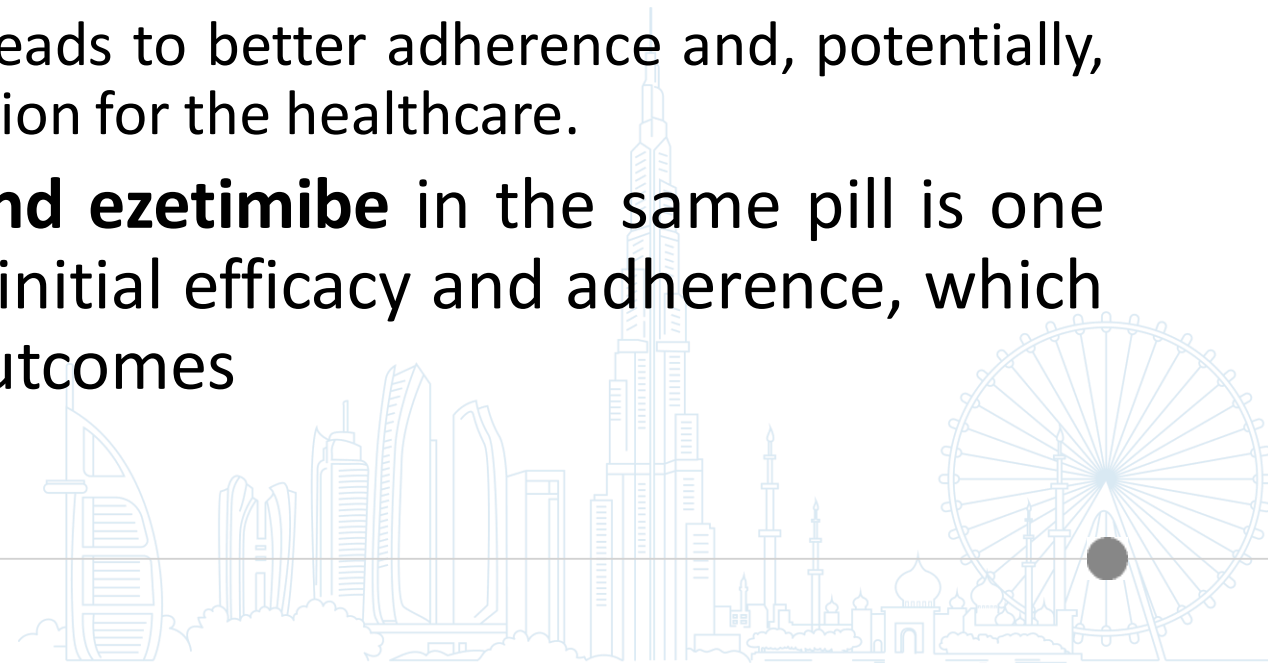 eads to better adherence and, potentially,
ion for the healthcare.
nd ezetimibe in the same pill is one
initial efficacy and adherence, which
utcomes